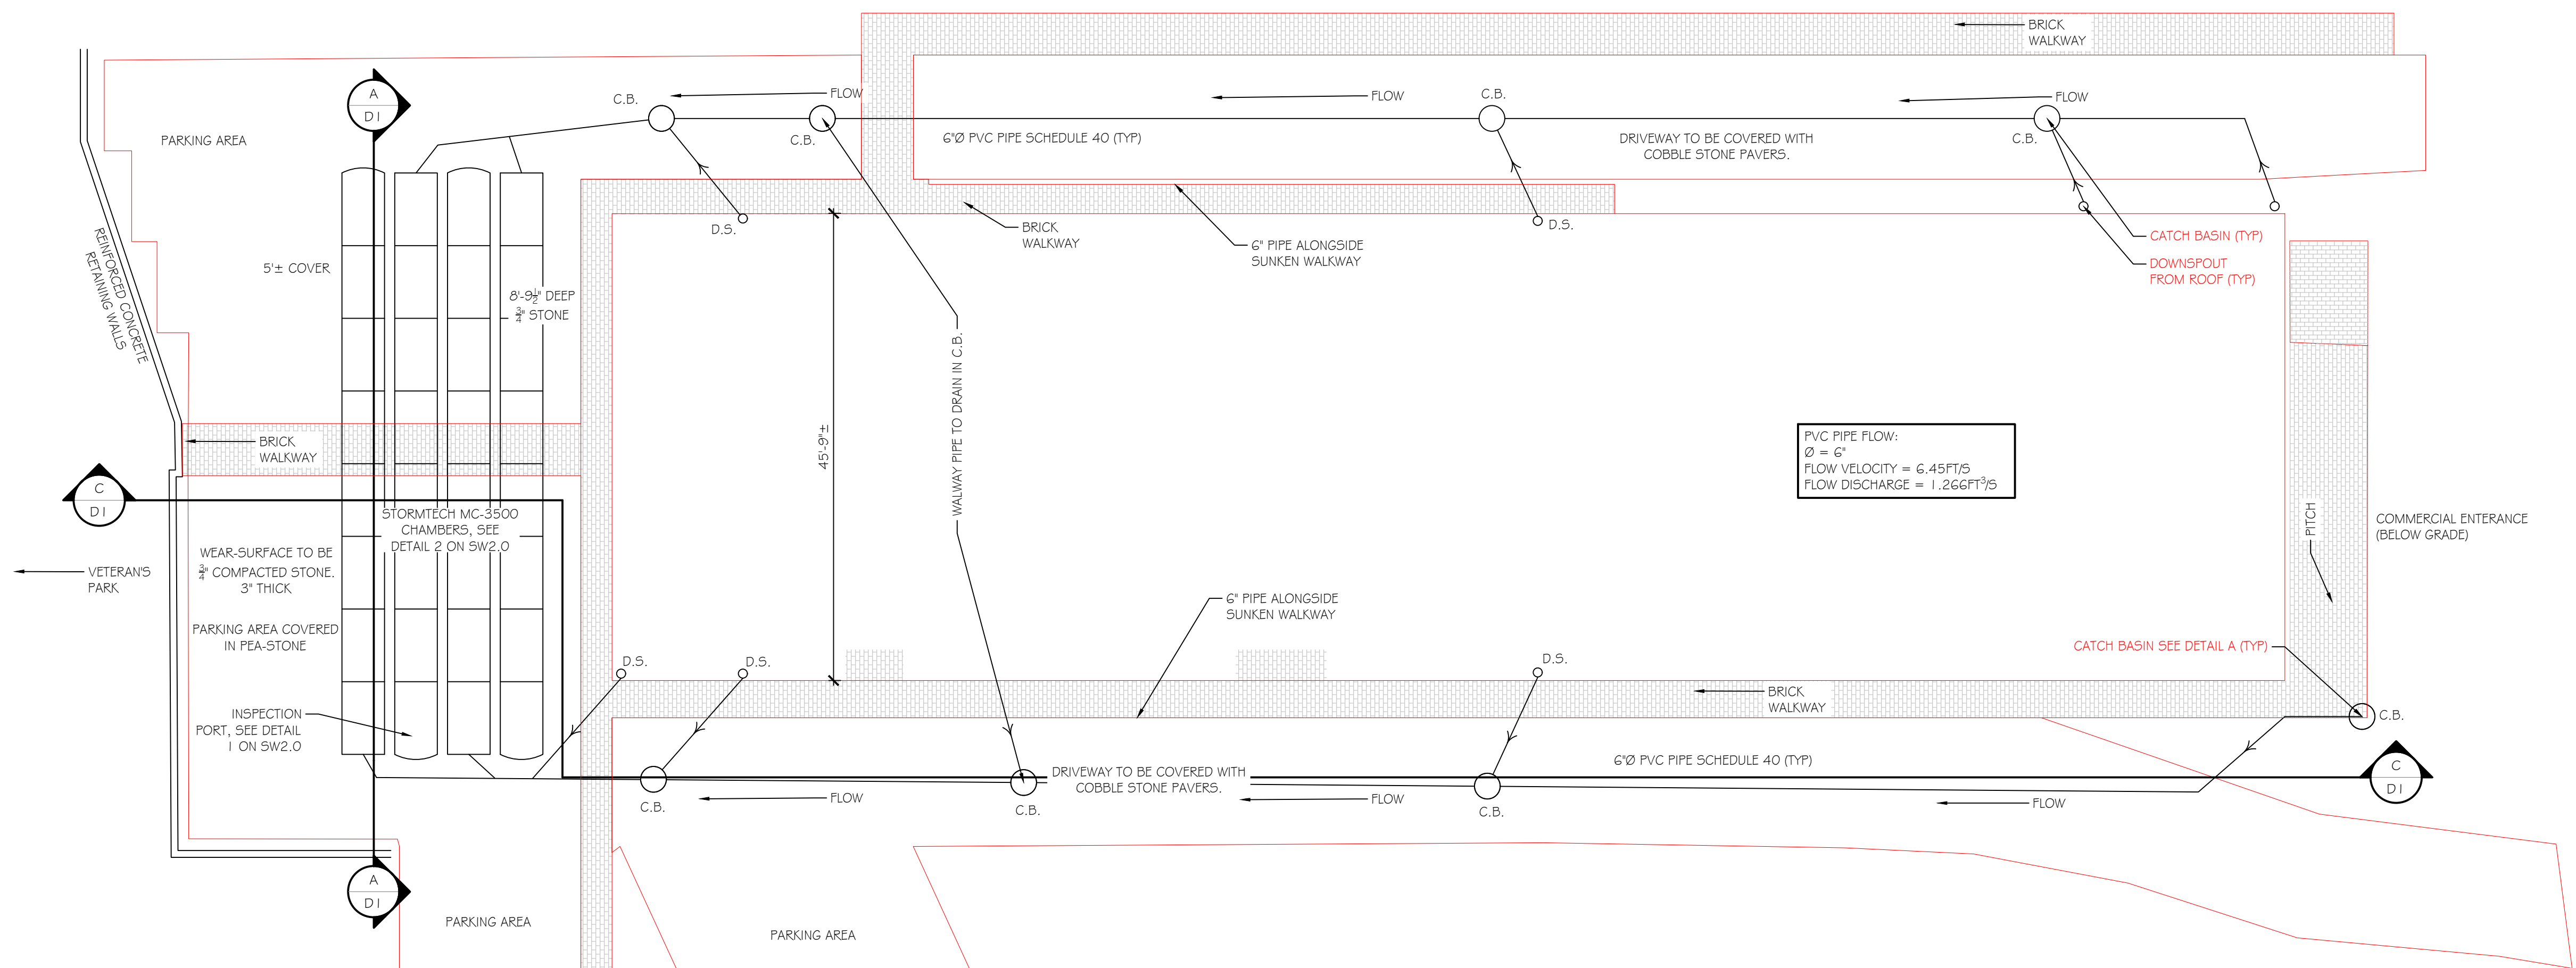 BRICK
WALKWAY
A
D1
C.B.
FLOW
C.B.
FLOW
C.B.
FLOW
C.B.
PARKING AREA
6"Ø PVC PIPE SCHEDULE 40 (TYP)
DRIVEWAY TO BE COVERED WITH
COBBLE STONE PAVERS.
C.B.
REINFORCED CONCRETE
RETAINING WALLS
D.S.
BRICK
WALKWAY
6" PIPE ALONGSIDE
SUNKEN WALKWAY
D.S.
CATCH BASIN (TYP)
DOWNSPOUT
FROM ROOF (TYP)
5'± COVER
8'-9½" DEEP
¾" STONE
45'-9"±
WALWAY PIPE TO DRAIN IN C.B.
BRICK
WALKWAY
PVC PIPE FLOW:
Ø = 6"
FLOW VELOCITY = 6.45FT/S
FLOW DISCHARGE = 1.266FT³/S
C
D1
STORMTECH MC-3500
CHAMBERS, SEE
DETAIL 2 ON SW2.0
PITCH
COMMERCIAL ENTERANCE
(BELOW GRADE)
WEAR-SURFACE TO BE
¾" COMPACTED STONE.
3" THICK
VETERAN'S
PARK
6" PIPE ALONGSIDE
SUNKEN WALKWAY
PARKING AREA COVERED
IN PEA-STONE
CATCH BASIN SEE DETAIL A (TYP)
D.S.
D.S.
D.S.
BRICK
WALKWAY
INSPECTION
PORT, SEE DETAIL
1 ON SW2.0
C.B.
6"Ø PVC PIPE SCHEDULE 40 (TYP)
DRIVEWAY TO BE COVERED WITH
COBBLE STONE PAVERS.
C
D1
C.B.
FLOW
C.B.
FLOW
C.B.
FLOW
A
D1
PARKING AREA
PARKING AREA